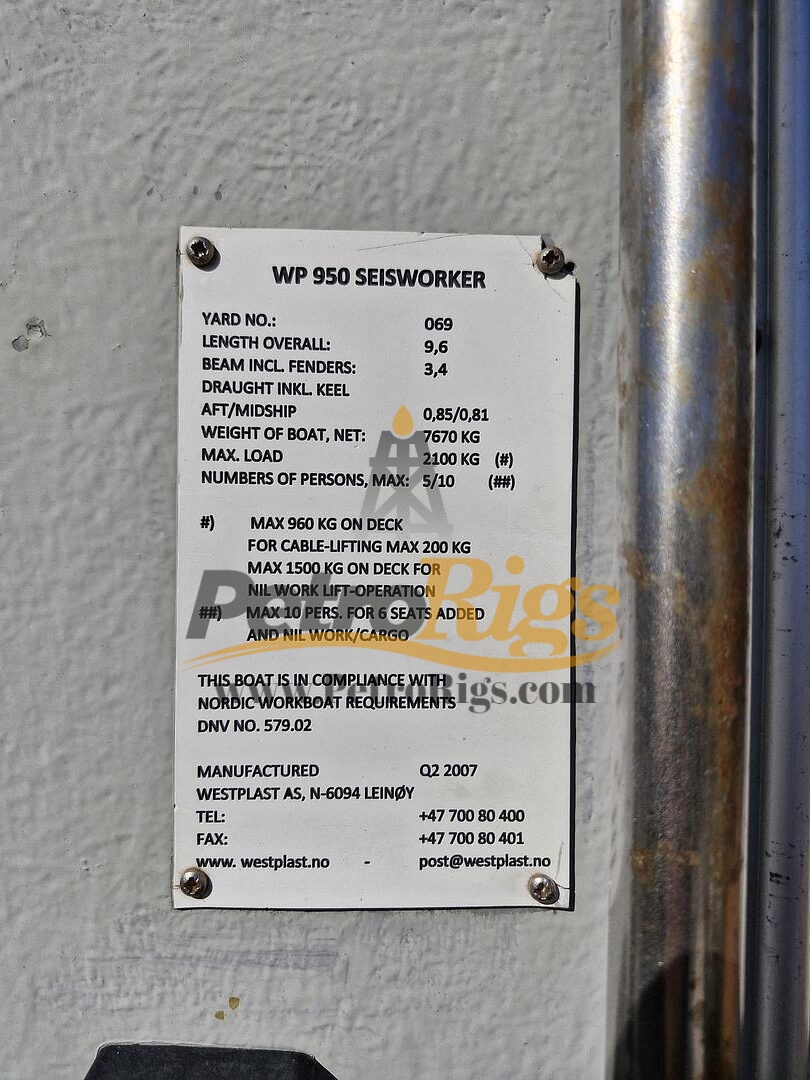 WP 950 SEISWORKER
YARD NO.: 069
LENGTH OVERALL: 9,6
BEAM INCL. FENDERS: 3,4
DRAUGHT INKL. KEEL
AFT/MIDSHIP 0,85/0,81
WEIGHT OF BOAT, NET: 7670 KG
MAX. LOAD 2100 KG (#)
NUMBERS OF PERSONS, MAX: 5/10 (##)
#) MAX 960 KG ON DECK
FOR CABLE-LIFTING MAX 200 KG
MAX 1500 KG ON DECK FOR
NIL WORK LIFT-OPERATION
##) MAX 10 PERS. FOR 6 SEATS ADDED
AND NIL WORK/CARGO
PetroRigs
THIS BOAT IS IN COMPLIANCE WITH
www.PetroRigs.com
NORDIC WORKBOAT REQUIREMENTS
DNV NO. 579.02
MANUFACTURED Q2 2007
WESTPLAST AS, N-6094 LEINØY
TEL: +47 700 80 400
FAX: +47 700 80 401
www. westplast.no - post@westplast.no